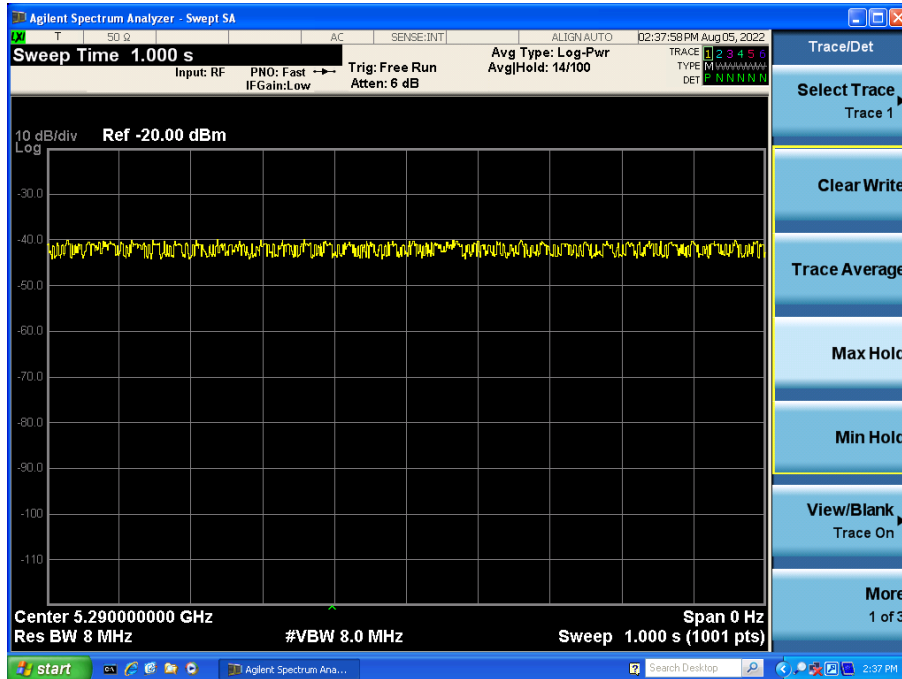 Agilent Spectrum Analyzer - Swept SA
LXI T 50 Ω AC SENSE:INT ALIGN AUTO 02:37:58 PM Aug 05, 2022
Sweep Time 1.000 s
Input: RF
PNO: Fast
IFGain:Low
Trig: Free Run
Atten: 6 dB
Avg Type: Log-Pwr
Avg|Hold: 14/100
TRACE 1 2 3 4 5 6
TYPE M WWWWW
DET P N N N N N
10 dB/div Ref -20.00 dBm
Log
-30.0
-40.0
-50.0
-60.0
-70.0
-80.0
-90.0
-100
-110
Center 5.290000000 GHz Span 0 Hz
Res BW 8 MHz #VBW 8.0 MHz Sweep 1.000 s (1001 pts)
Trace/Det
Select Trace
Trace 1
Clear Write
Trace Average
Max Hold
Min Hold
View/Blank
Trace On
More
1 of 3
start Agilent Spectrum Ana... Search Desktop 2:37 PM